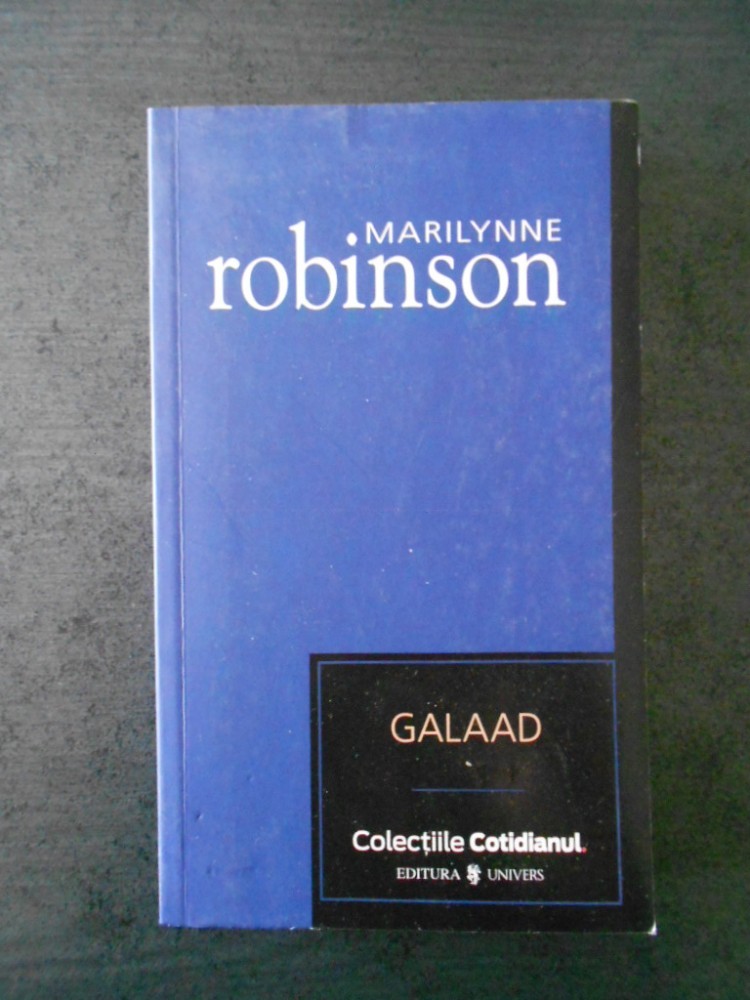 MARILYNNE
robinson
GALAAD
Colecțiile Cotidianul.
EDITURA UNIVERS